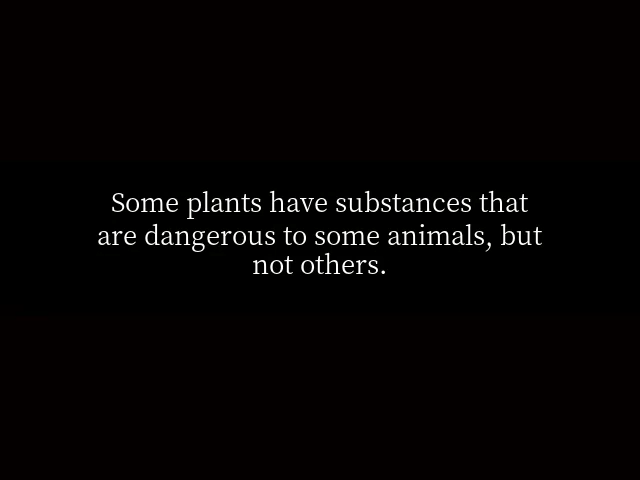 Some plants have substances that
are dangerous to some animals, but
not others.